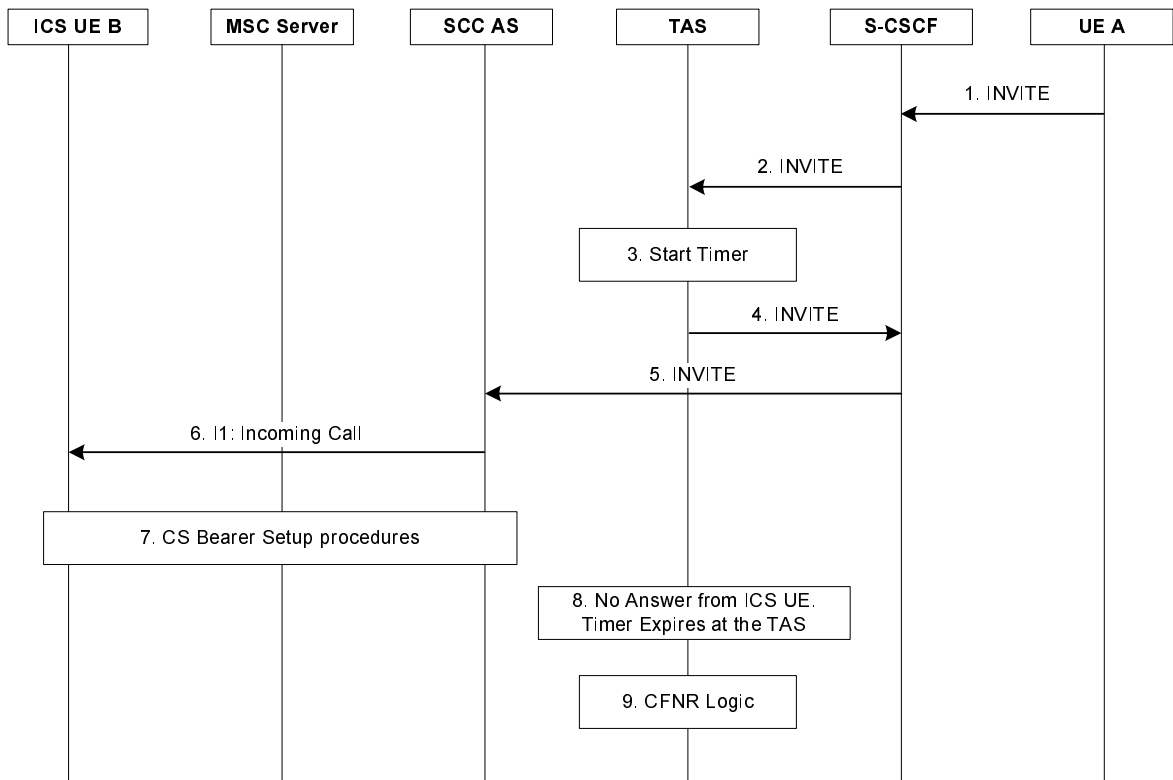 ICS UE B
MSC Server
SCC AS
TAS
S-CSCF
UE A
1. INVITE
2. INVITE
3. Start Timer
4. INVITE
5. INVITE
6. I1: Incoming Call
7. CS Bearer Setup procedures
8. No Answer from ICS UE.
Timer Expires at the TAS
9. CFNR Logic